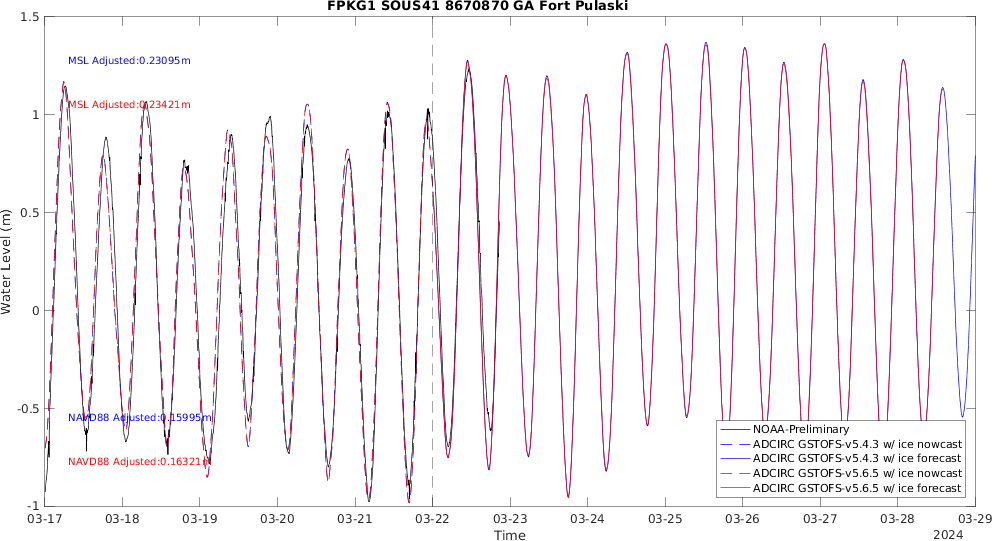 FPKG1 SOUS41 8670870 GA Fort Pulaski
1.5
MSL Adjusted:0.23095m
MSL Adjusted:0.23421m
1
0.5
Water Level (m)
0
-0.5
NAVD88 Adjusted:0.15995m
NAVD88 Adjusted:0.16321m
-1
NOAA-Preliminary
ADCIRC GSTOFS-v5.4.3 w/ ice nowcast
ADCIRC GSTOFS-v5.4.3 w/ ice forecast
ADCIRC GSTOFS-v5.6.5 w/ ice nowcast
ADCIRC GSTOFS-v5.6.5 w/ ice forecast
03-17 03-18 03-19 03-20 03-21 03-22 03-23 03-24 03-25 03-26 03-27 03-28 03-29
Time
2024